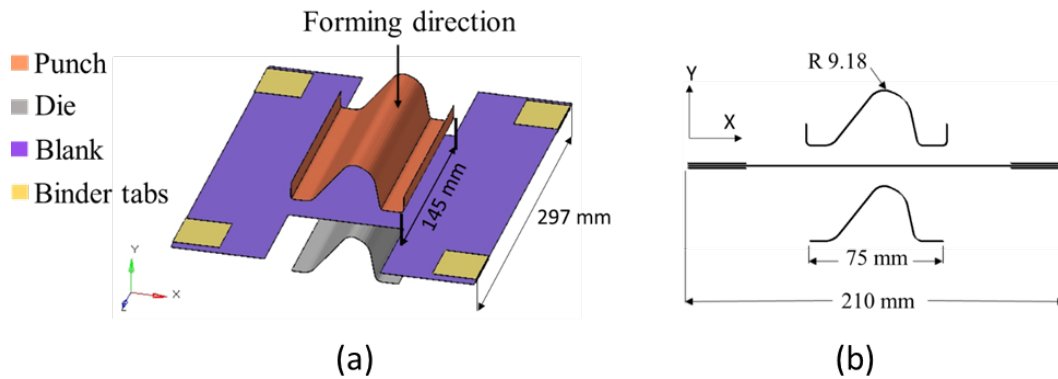 Forming direction
Punch
Die
Blank
Binder tabs
145 mm
297 mm
Y
X
Z
(a)
R 9.18
Y
X
75 mm
210 mm
(b)